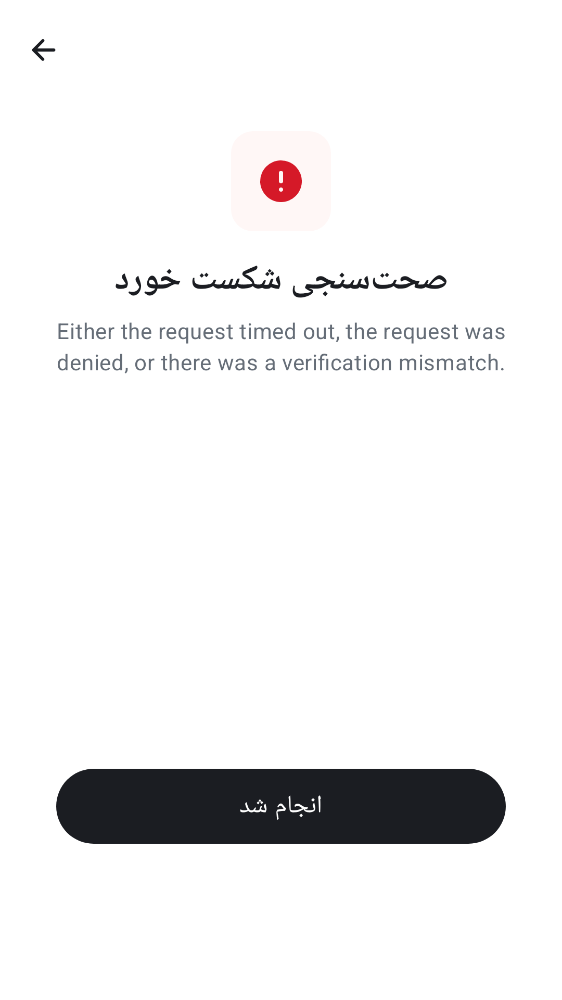 صحت‌سنجی شکست خورد
Either the request timed out, the request was
denied, or there was a verification mismatch.
انجام شد